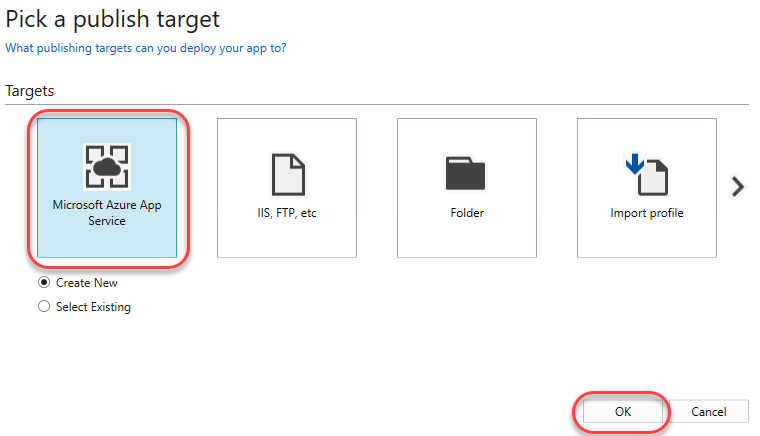 Pick a publish target
What publishing targets can you deploy your app to?
Targets
Microsoft Azure App
Service
IIS, FTP, etc
Folder
Import profile
Create New
Select Existing
OK
Cancel